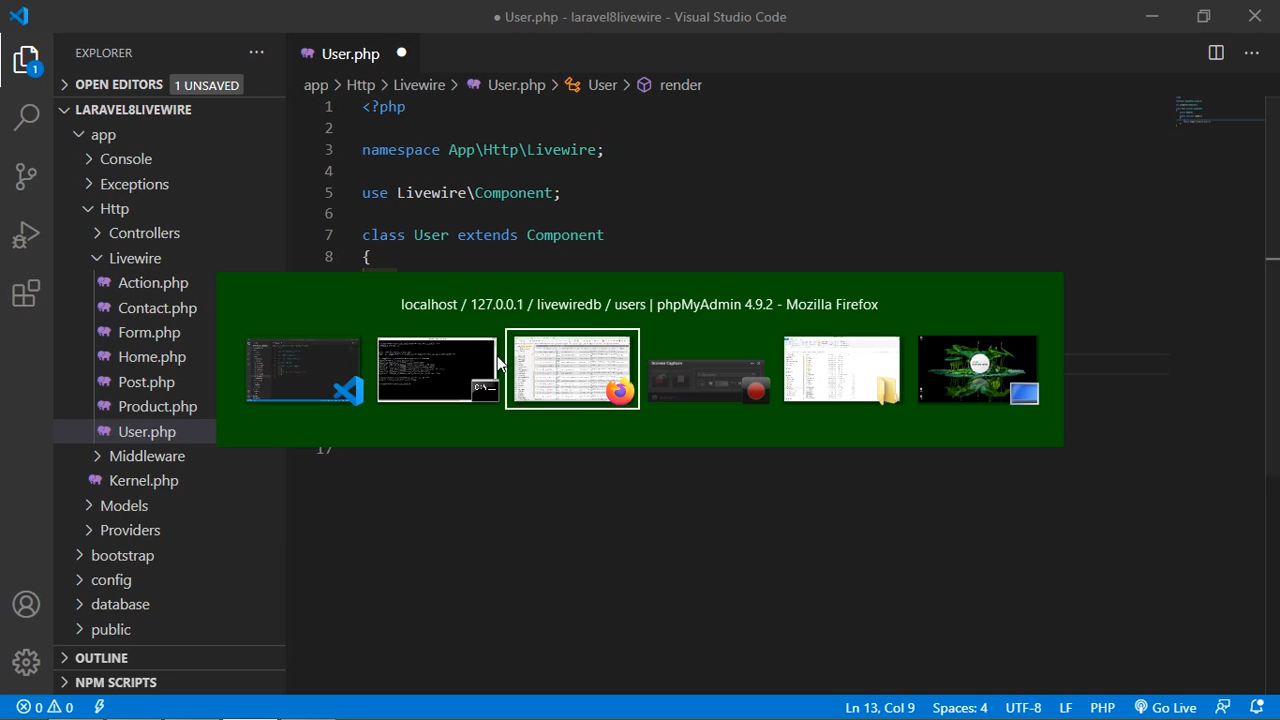 ● User.php - laravel8livewire - Visual Studio Code
EXPLORER
User.php
OPEN EDITORS
1 UNSAVED
app
Http
Livewire
User.php
User
render
LARAVEL8LIVEWIRE
app
Console
Exceptions
Http
Controllers
Livewire
Action.php
Contact.php
Form.php
Home.php
Post.php
Product.php
User.php
Middleware
Kernel.php
Models
Providers
bootstrap
config
database
public
OUTLINE
NPM SCRIPTS
1 <?php
2
3 namespace App\Http\Livewire;
4
5 use Livewire\Component;
6
7 class User extends Component
8 {
17
localhost / 127.0.0.1 / livewiredb / users | phpMyAdmin 4.9.2 - Mozilla Firefox
1
0
0
Ln 13, Col 9
Spaces: 4
UTF-8
LF
PHP
Go Live